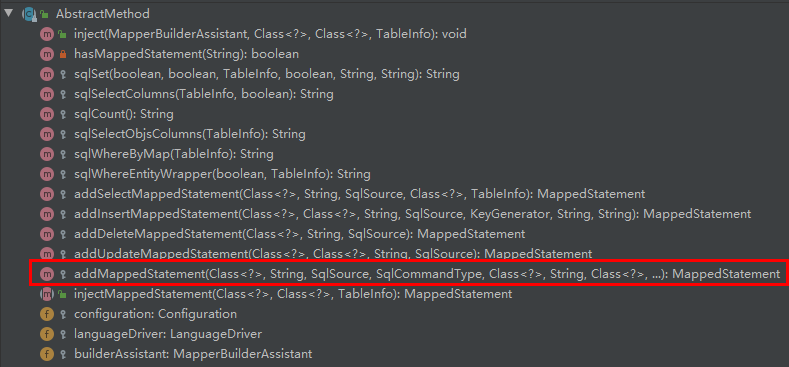 AbstractMethod
inject(MapperBuilderAssistant, Class<?>, Class<?>, TableInfo): void
hasMappedStatement(String): boolean
sqlSet(boolean, boolean, TableInfo, boolean, String, String): String
sqlSelectColumns(TableInfo, boolean): String
sqlCount(): String
sqlSelectObjsColumns(TableInfo): String
sqlWhereByMap(TableInfo): String
sqlWhereEntityWrapper(boolean, TableInfo): String
addSelectMappedStatement(Class<?>, String, SqlSource, Class<?>, TableInfo): MappedStatement
addInsertMappedStatement(Class<?>, Class<?>, String, SqlSource, KeyGenerator, String, String): MappedStatement
addDeleteMappedStatement(Class<?>, String, SqlSource): MappedStatement
addUpdateMappedStatement(Class<?>, Class<?>, String, SqlSource): MappedStatement
addMappedStatement(Class<?>, String, SqlSource, SqlCommandType, Class<?>, String, Class<?>, ...): MappedStatement
injectMappedStatement(Class<?>, Class<?>, TableInfo): MappedStatement
configuration: Configuration
languageDriver: LanguageDriver
builderAssistant: MapperBuilderAssistant